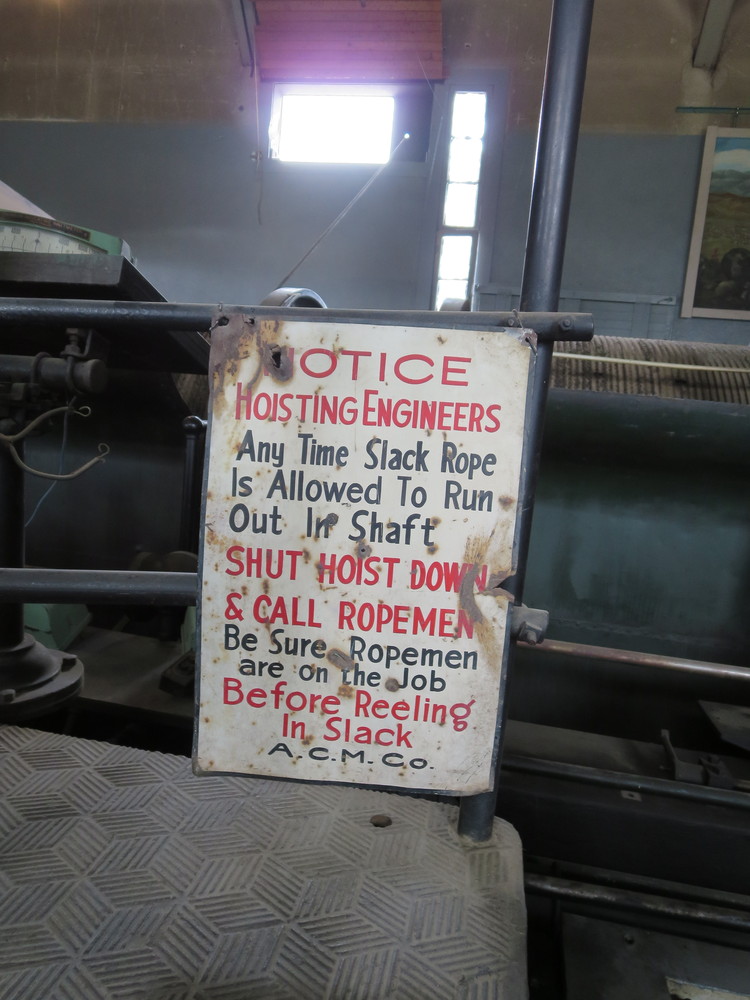 NOTICE
HOISTING ENGINEERS
Any Time Slack Rope
Is Allowed To Run
Out In Shaft
SHUT HOIST DOWN
& CALL ROPEMEN
Be Sure Ropemen
are on the Job
Before Reeling
In Slack
A.C.M.Co.